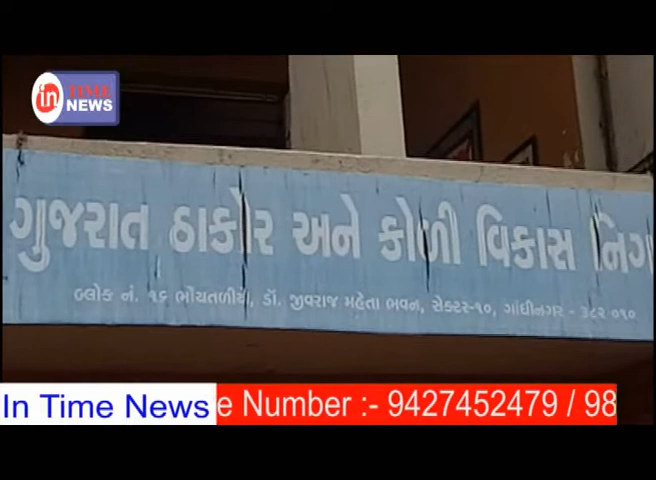 in TIME NEWS
ગુજરાત ઠાકોર અને કોળી વિકાસ નિગ
બ્લોક નં. ૧૬ ભોંયતળીયે, ડૉ. જીવરાજ મહેતા ભવન, સેક્ટર-૧૦, ગાંધીનગર - ૩૮૨ ૦૧૦
In Time News e Number :- 9427452479 / 98